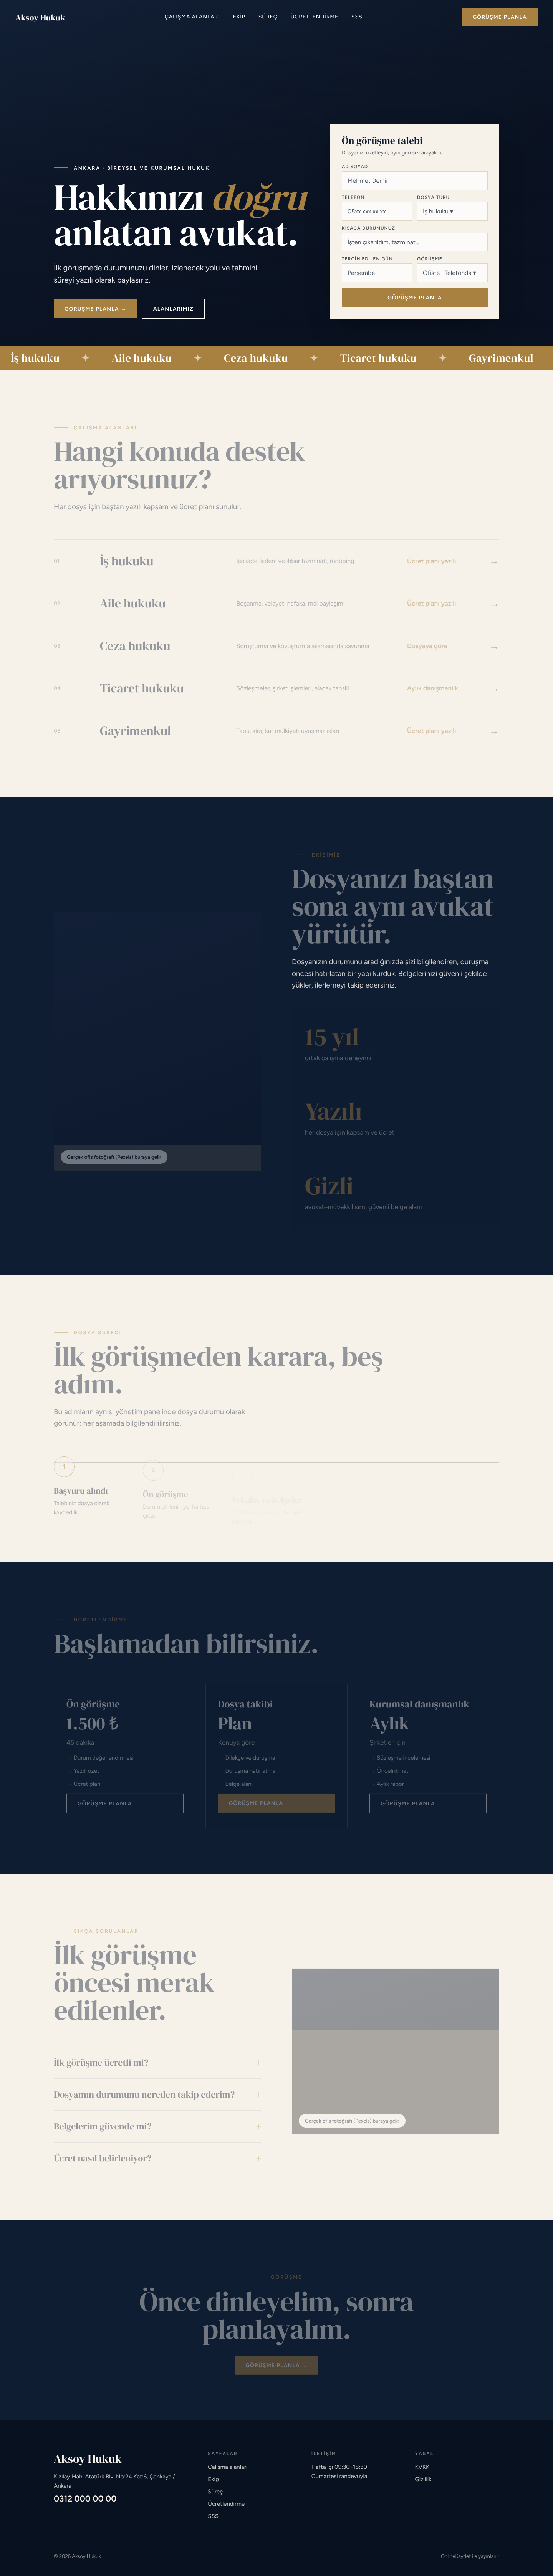 Aksoy Hukuk
ÇALIŞMA ALANLARI EKİP SÜREÇ ÜCRETLENDİRME SSS
GÖRÜŞME PLANLA
ANKARA · BİREYSEL VE KURUMSAL HUKUK
Hakkınızı doğru
anlatan avukat.
İlk görüşmede durumunuzu dinler, izlenecek yolu ve tahmini
süreyi yazılı olarak paylaşırız.
GÖRÜŞME PLANLA →
ALANLARIMIZ
Ön görüşme talebi
Dosyanızı özetleyin, aynı gün sizi arayalım.
AD SOYAD
Mehmet Demir
TELEFON DOSYA TÜRÜ
05xx xxx xx xx İş hukuku ▾
KISACA DURUMUNUZ
İşten çıkarıldım, tazminat...
TERCİH EDİLEN GÜN GÖRÜŞME
Perşembe Ofiste · Telefonda ▾
GÖRÜŞME PLANLA
İş hukuku ✦ Aile hukuku ✦ Ceza hukuku ✦ Ticaret hukuku ✦ Gayrimenkul
ÇALIŞMA ALANLARI
Hangi konuda destek
arıyorsunuz?
Her dosya için baştan yazılı kapsam ve ücret planı sunulur.
01 İş hukuku İşe iade, kıdem ve ihbar tazminatı, mobbing Ücret planı yazılı →
02 Aile hukuku Boşanma, velayet, nafaka, mal paylaşımı Ücret planı yazılı →
03 Ceza hukuku Soruşturma ve kovuşturma aşamasında savunma Dosyaya göre →
04 Ticaret hukuku Sözleşmeler, şirket işlemleri, alacak tahsili Aylık danışmanlık →
05 Gayrimenkul Tapu, kira, kat mülkiyeti uyuşmazlıkları Ücret planı yazılı →
EKİBİMİZ
Dosyanızı baştan
sona aynı avukat
yürütür.
Dosyanızın durumunu aradığınızda sizi bilgilendiren, duruşma
öncesi hatırlatan bir yapı kurduk. Belgelerinizi güvenli şekilde
yükler, ilerlemeyi takip edersiniz.
Gerçek ofis fotoğrafı (Pexels) buraya gelir
15 yıl
ortak çalışma deneyimi
Yazılı
her dosya için kapsam ve ücret
Gizli
avukat–müvekkil sırrı, güvenli belge alanı
DOSYA SÜRECİ
İlk görüşmeden karara, beş
adım.
Bu adımların aynısı yönetim panelinde dosya durumu olarak
görünür; her aşamada bilgilendirilirsiniz.
1
Başvuru alındı
Talebiniz dosya olarak
kaydedilir.
2
Ön görüşme
ÜCRETLENDİRME
Başlamadan bilirsiniz.
Ön görüşme
1.500 ₺
45 dakika
Durum değerlendirmesi
Yazılı özet
Ücret planı
GÖRÜŞME PLANLA
Dosya takibi
Plan
Konuya göre
Dilekçe ve duruşma
Duruşma hatırlatma
Belge alanı
GÖRÜŞME PLANLA
Kurumsal danışmanlık
Aylık
Şirketler için
Sözleşme incelemesi
Öncelikli hat
Aylık rapor
GÖRÜŞME PLANLA
SIKÇA SORULANLAR
İlk görüşme
öncesi merak
edilenler.
İlk görüşme ücretli mi? +
Dosyamın durumunu nereden takip ederim? +
Belgelerim güvende mi? +
Ücret nasıl belirleniyor? +
Gerçek ofis fotoğrafı (Pexels) buraya gelir
GÖRÜŞME
Önce dinleyelim, sonra
planlayalım.
GÖRÜŞME PLANLA →
Aksoy Hukuk
Kızılay Mah. Atatürk Blv. No:24 Kat:6, Çankaya /
Ankara
0312 000 00 00
SAYFALAR
Çalışma alanları
Ekip
Süreç
Ücretlendirme
SSS
İLETİŞİM
Hafta içi 09:30–18:30 ·
Cumartesi randevuyla
YASAL
KVKK
Gizlilik
© 2026 Aksoy Hukuk
OnlineKaydet ile yayınlanır